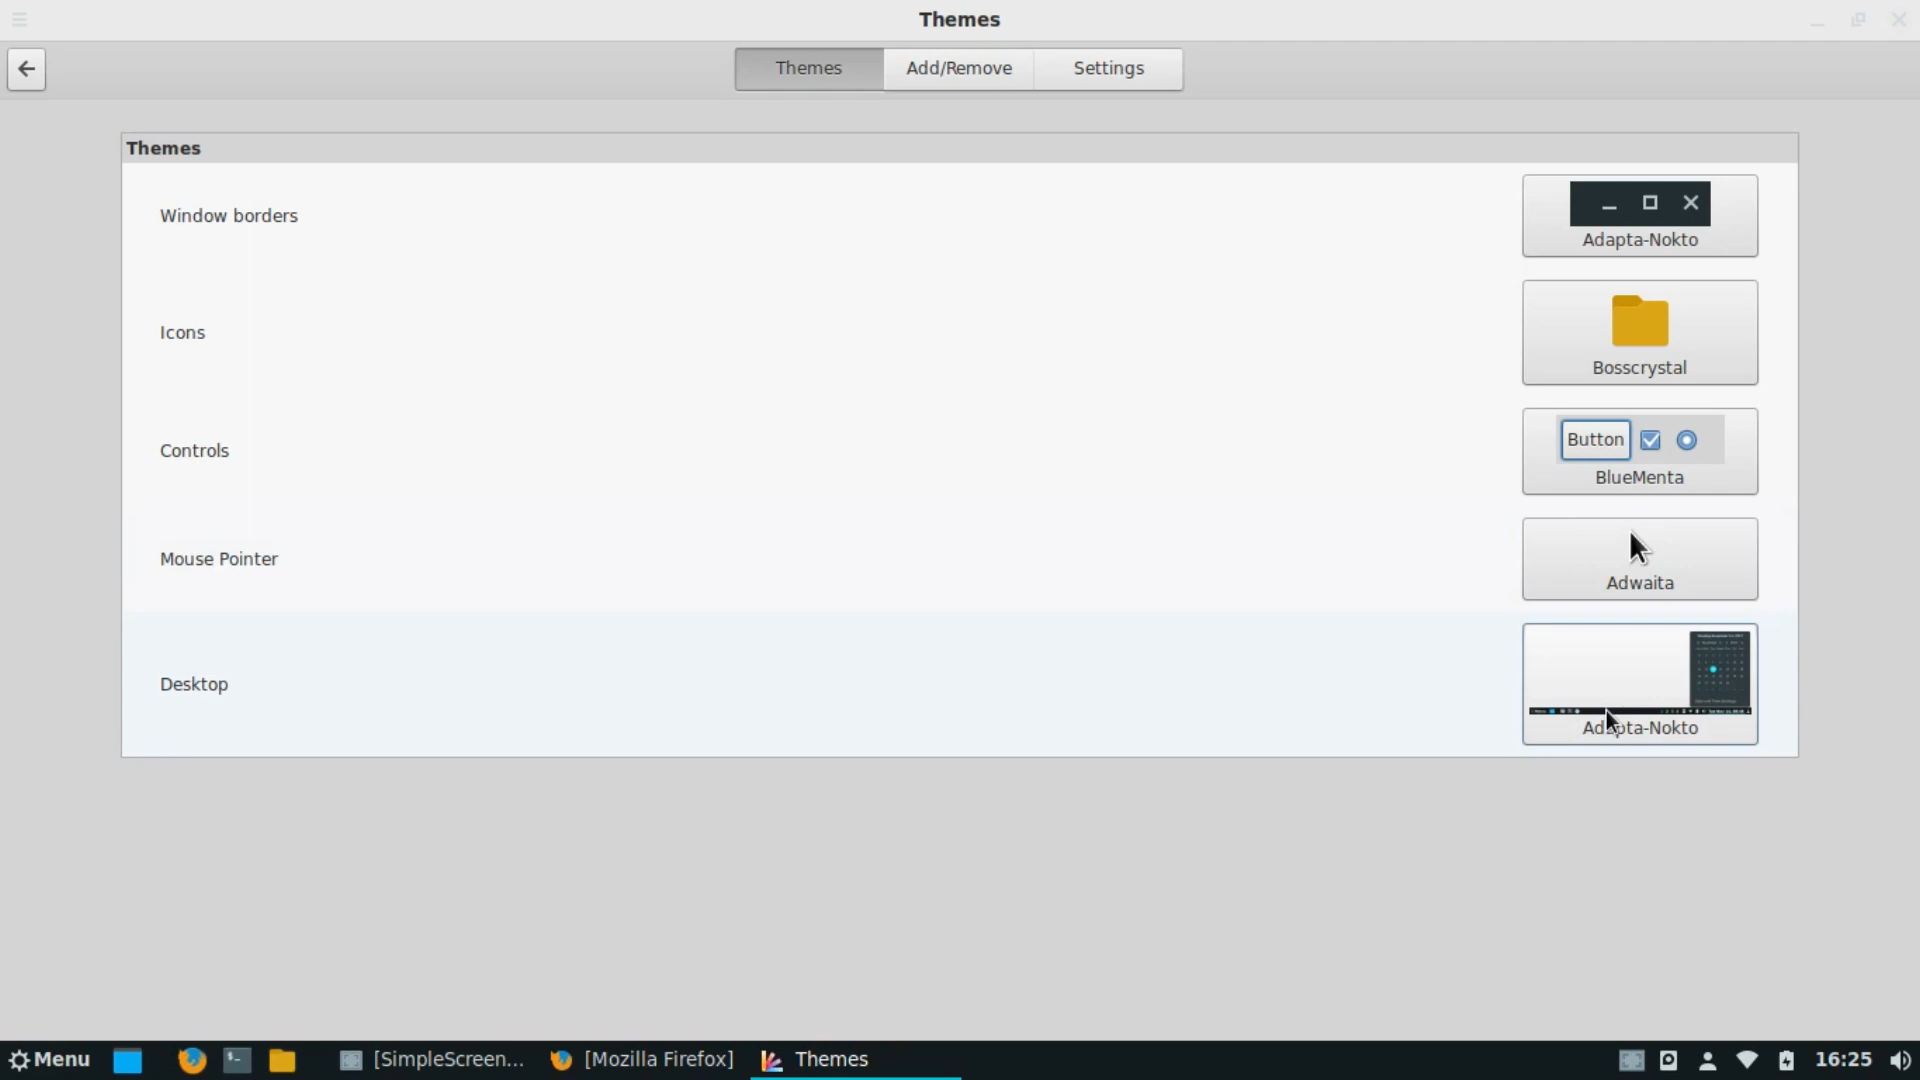 Themes
Themes
Add/Remove
Settings
Themes
Window borders
Adapta-Nokto
Icons
Bosscrystal
Controls
Button
BlueMenta
Mouse Pointer
Adwaita
Desktop
Adapta-Nokto
Menu
[SimpleScreen...
[Mozilla Firefox]
Themes
16:25